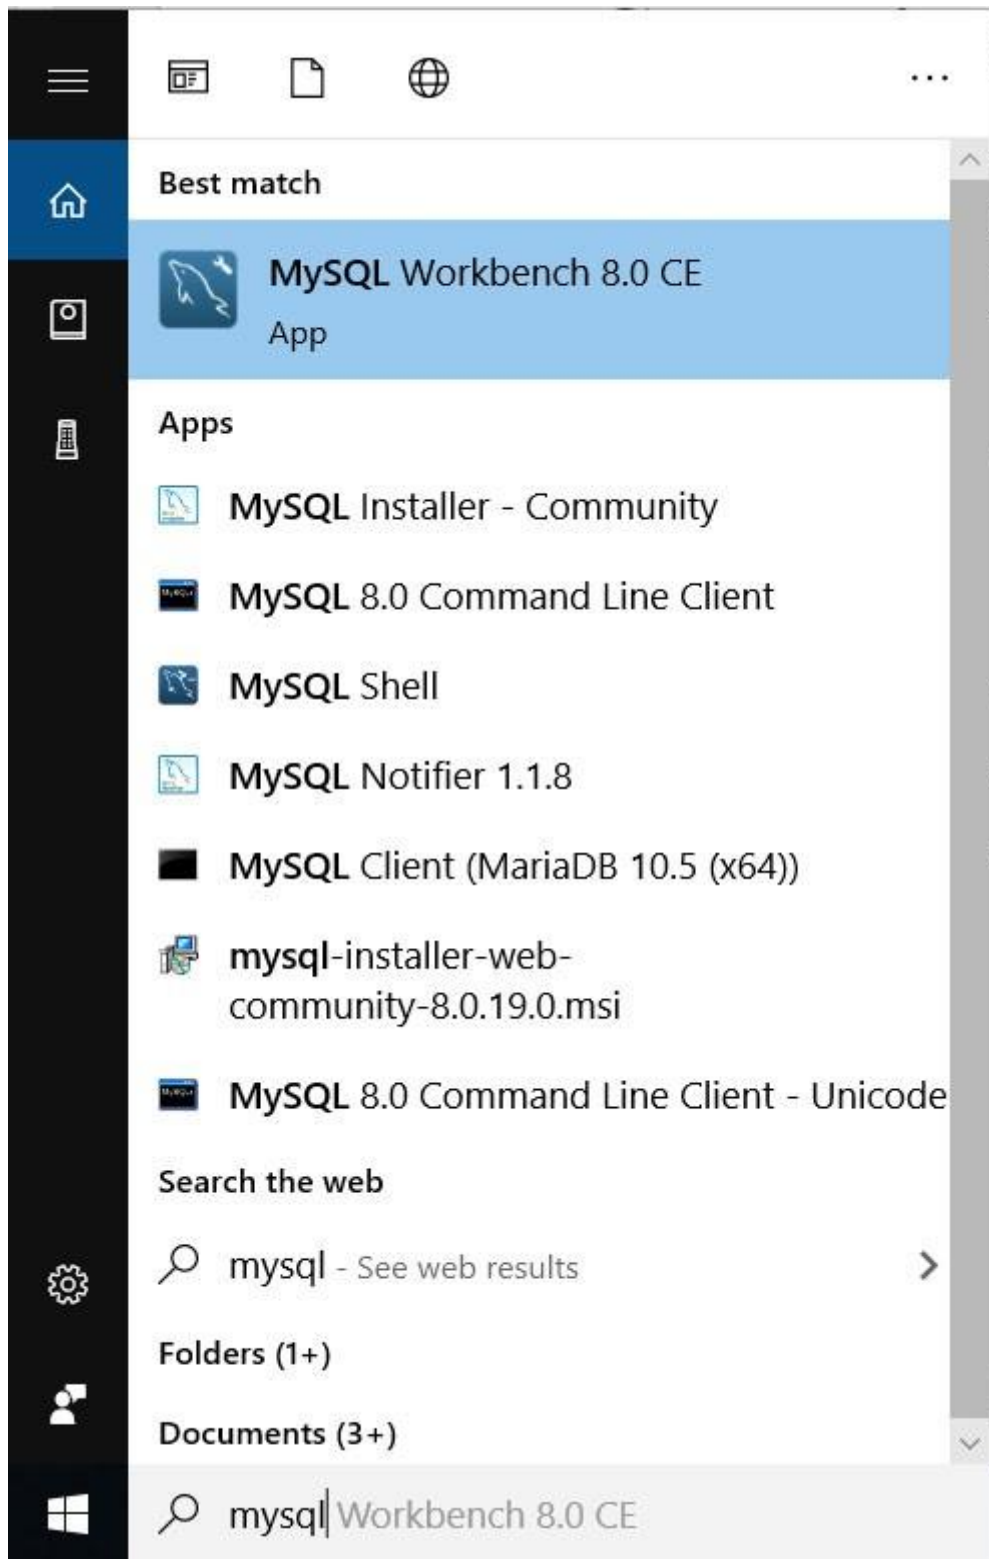 Best match
MySQL Workbench 8.0 CE
App
Apps
MySQL Installer - Community
MySQL 8.0 Command Line Client
MySQL Shell
MySQL Notifier 1.1.8
MySQL Client (MariaDB 10.5 (x64))
mysql-installer-web-
community-8.0.19.0.msi
MySQL 8.0 Command Line Client - Unicode
Search the web
mysql - See web results
Folders (1+)
Documents (3+)
mysql Workbench 8.0 CE